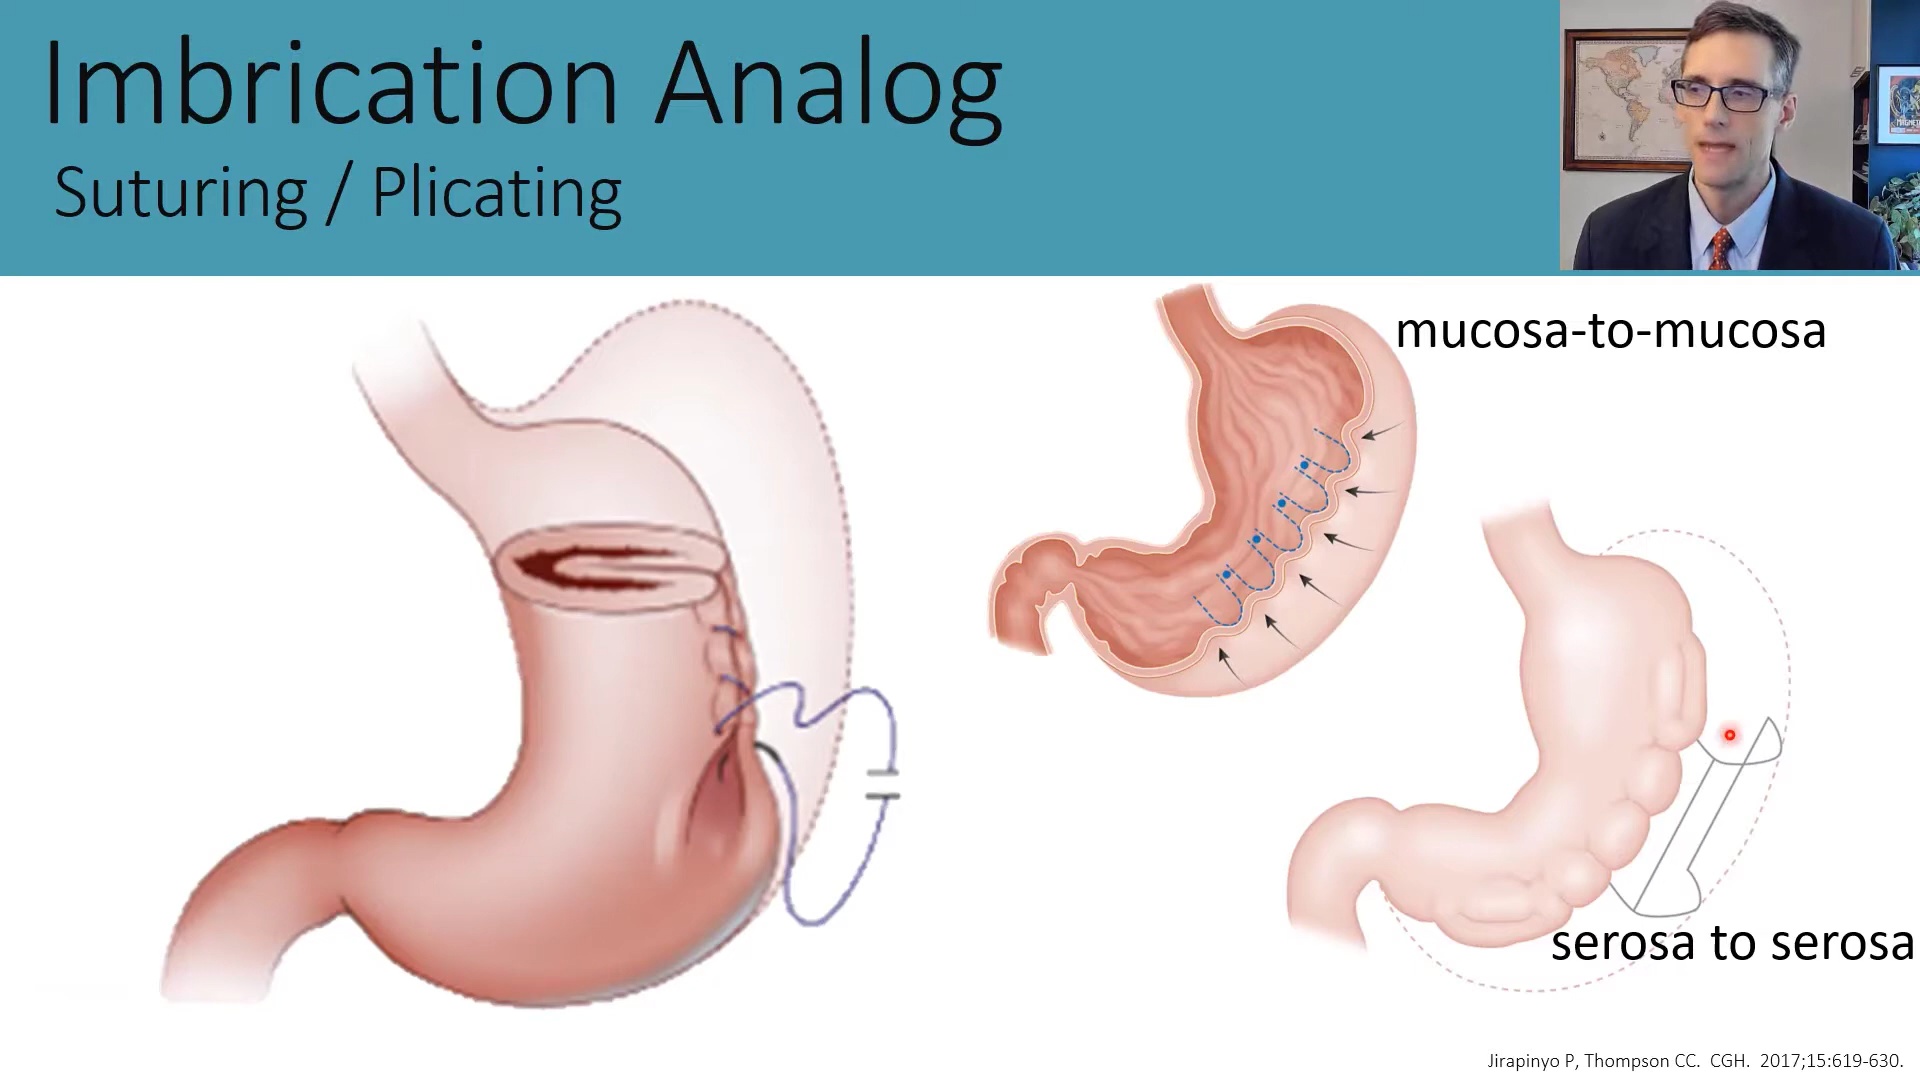 Imbrication Analog
Suturing / Plicating
mucosa-to-mucosa
serosa to serosa
Jirapinyo P, Thompson CC. CGH. 2017;15:619-630.